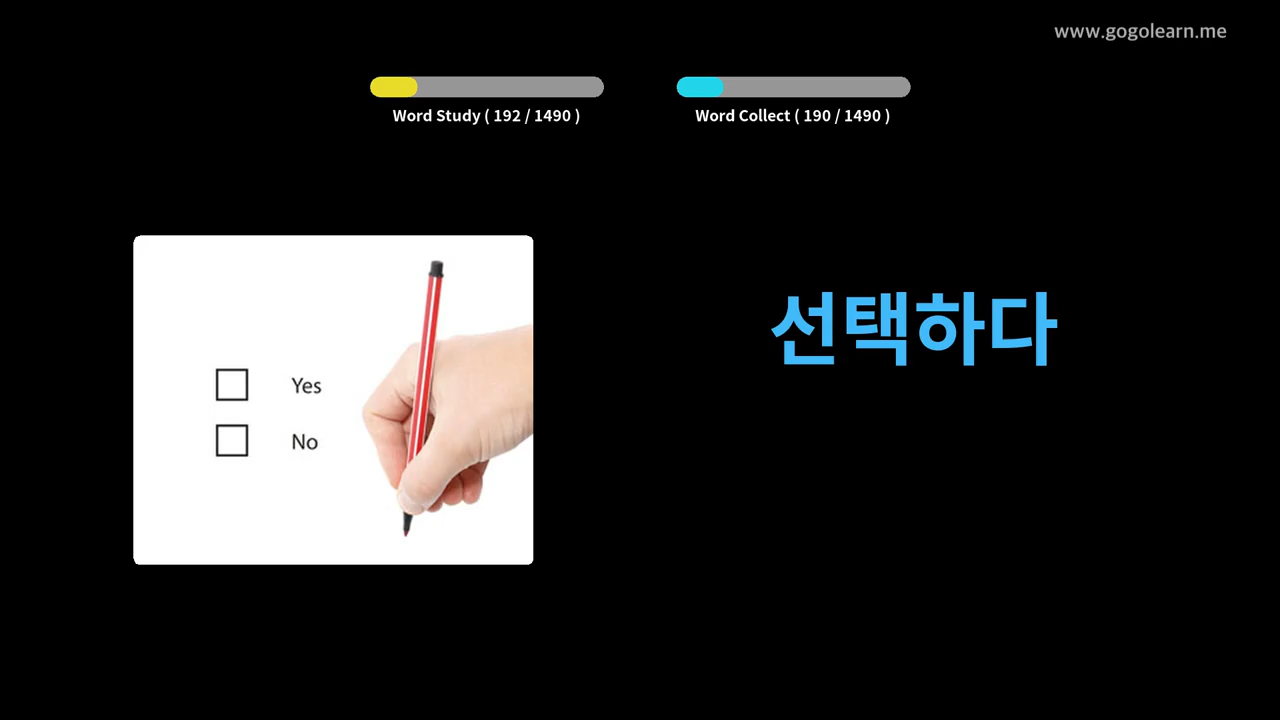 www.gogolearn.me
Word Study ( 192 / 1490 )
Word Collect ( 190 / 1490 )
선택하다
Yes
No